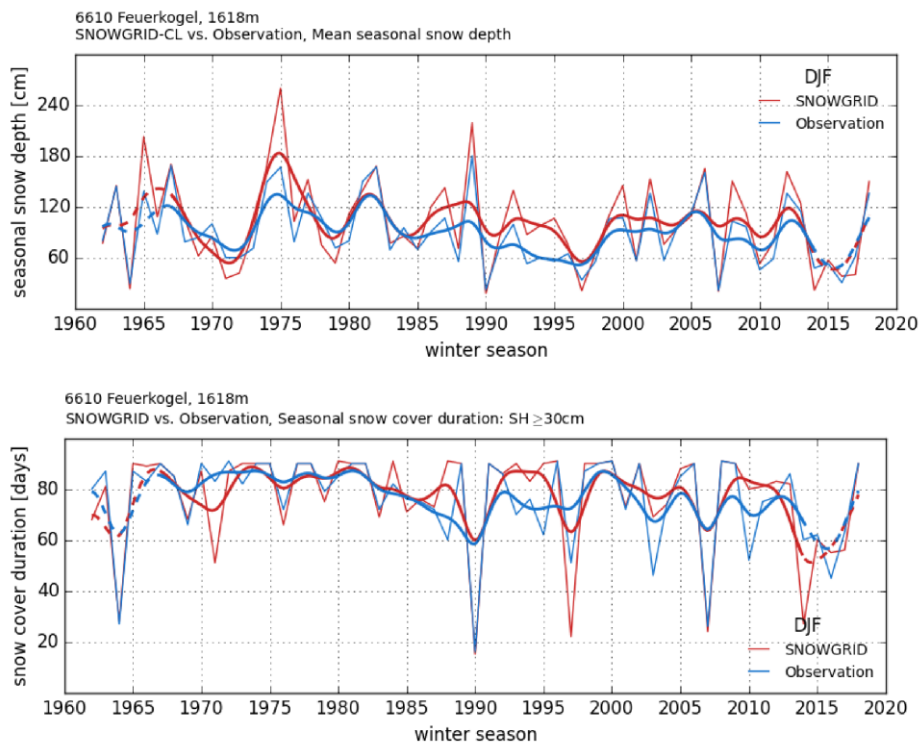 6610 Feuerkogel, 1618m
SNOWGRID-CL vs. Observation, Mean seasonal snow depth
seasonal snow depth [cm]
240
180
120
60
DJF
SNOWGRID
Observation
1960 1965 1970 1975 1980 1985 1990 1995 2000 2005 2010 2015 2020
winter season
6610 Feuerkogel, 1618m
SNOWGRID vs. Observation, Seasonal snow cover duration: SH ≥30cm
snow cover duration [days]
80
60
40
20
DJF
SNOWGRID
Observation
1960 1965 1970 1975 1980 1985 1990 1995 2000 2005 2010 2015 2020
winter season